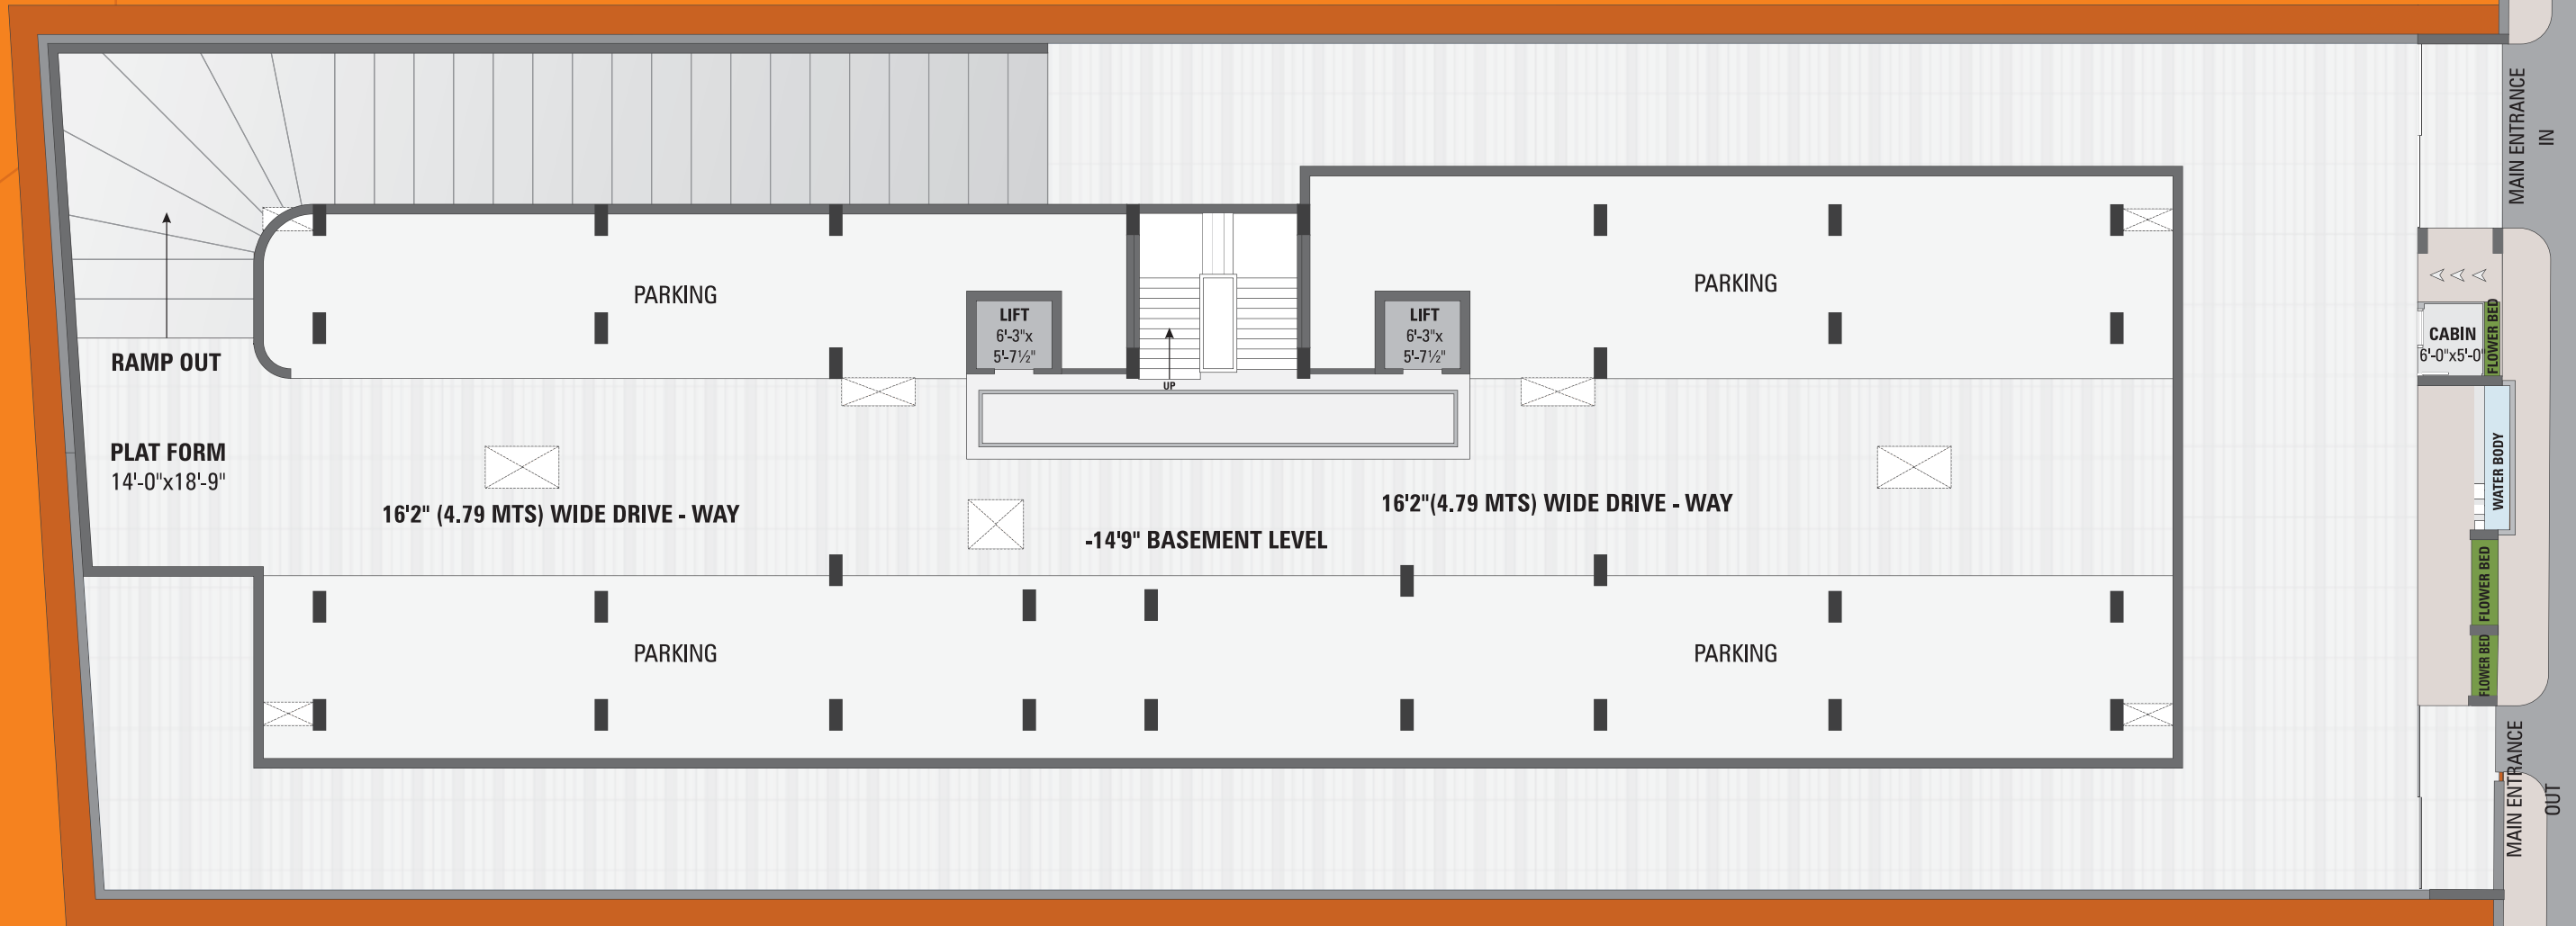 MAIN ENTRANCE
IN
PARKING
PARKING
LIFT
6'-3"x
5'-7½"
LIFT
6'-3"x
5'-7½"
UP
CABIN
6'-0"x5'-0"
FLOWER BED
RAMP OUT
PLAT FORM
14'-0"x18'-9"
16'2" (4.79 MTS) WIDE DRIVE - WAY
16'2"(4.79 MTS) WIDE DRIVE - WAY
-14'9" BASEMENT LEVEL
WATER BODY
FLOWER BED
FLOWER BED
PARKING
PARKING
MAIN ENTRANCE
OUT